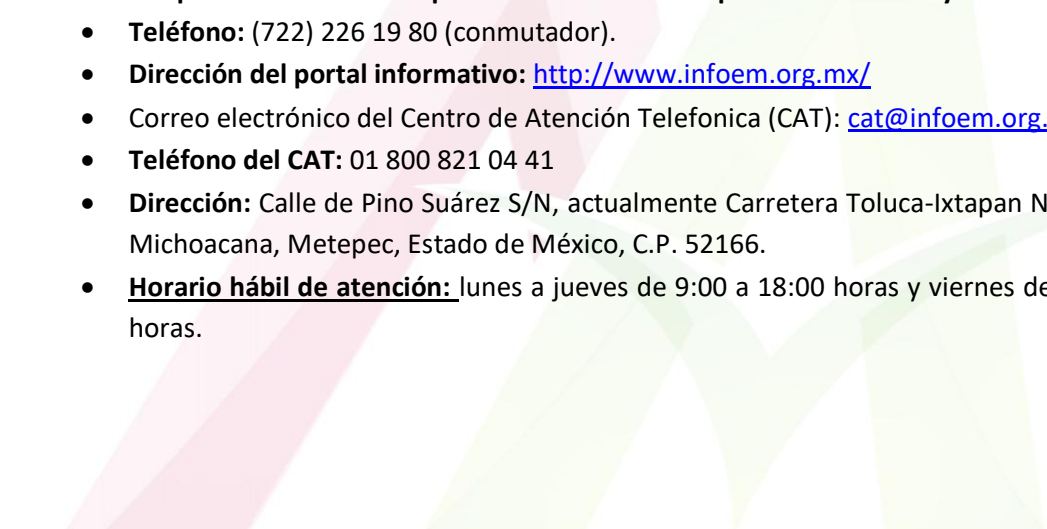 • Teléfono: (722) 226 19 80 (conmutador).
• Dirección del portal informativo: http://www.infoem.org.mx/
• Correo electrónico del Centro de Atención Telefonica (CAT): cat@infoem.org.
• Teléfono del CAT: 01 800 821 04 41
• Dirección: Calle de Pino Suárez S/N, actualmente Carretera Toluca-Ixtapan N
Michoacana, Metepec, Estado de México, C.P. 52166.
• Horario hábil de atención: lunes a jueves de 9:00 a 18:00 horas y viernes de
horas.